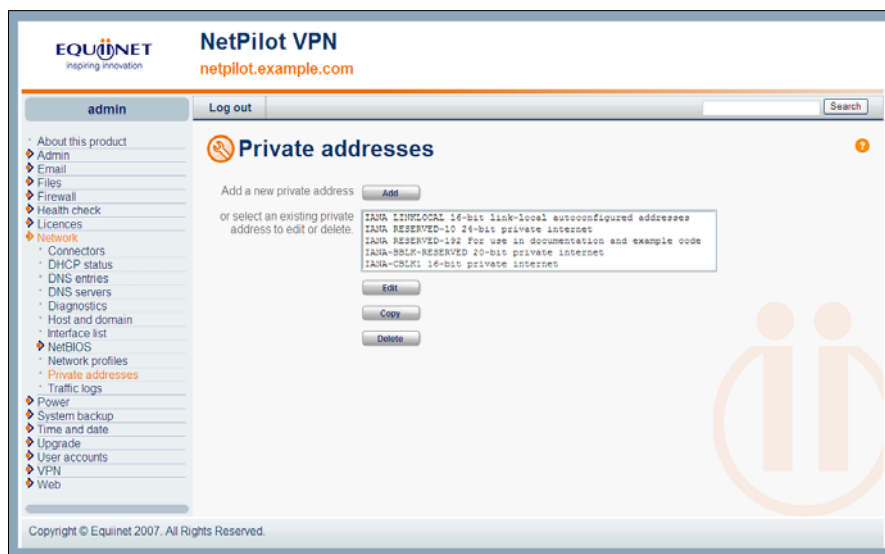 EQUIINET
inspiring innovation
NetPilot VPN
netpilot.example.com
admin
Log out
Search
About this product
Admin
Email
Files
Firewall
Health check
Licences
Network
Connectors
DHCP status
DNS entries
DNS servers
Diagnostics
Host and domain
Interface list
NetBIOS
Network profiles
Private addresses
Traffic logs
Power
System backup
Time and date
Upgrade
User accounts
VPN
Web
Private addresses
?
Add a new private address
Add
or select an existing private
address to edit or delete.
IANA LINKLOCAL 16-bit link-local autoconfigured addresses
IANA RESERVED-10 24-bit private internet
IANA RESERVED-192 For use in documentation and example code
IANA-BBLK-RESERVED 20-bit private internet
IANA-CBLK1 16-bit private internet
Edit
Copy
Delete
Copyright © Equiinet 2007. All Rights Reserved.